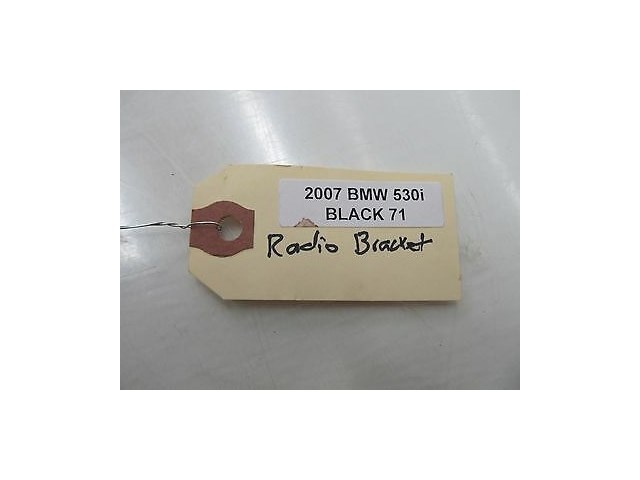 2007 BMW 530i
BLACK 71
Radio Bracket